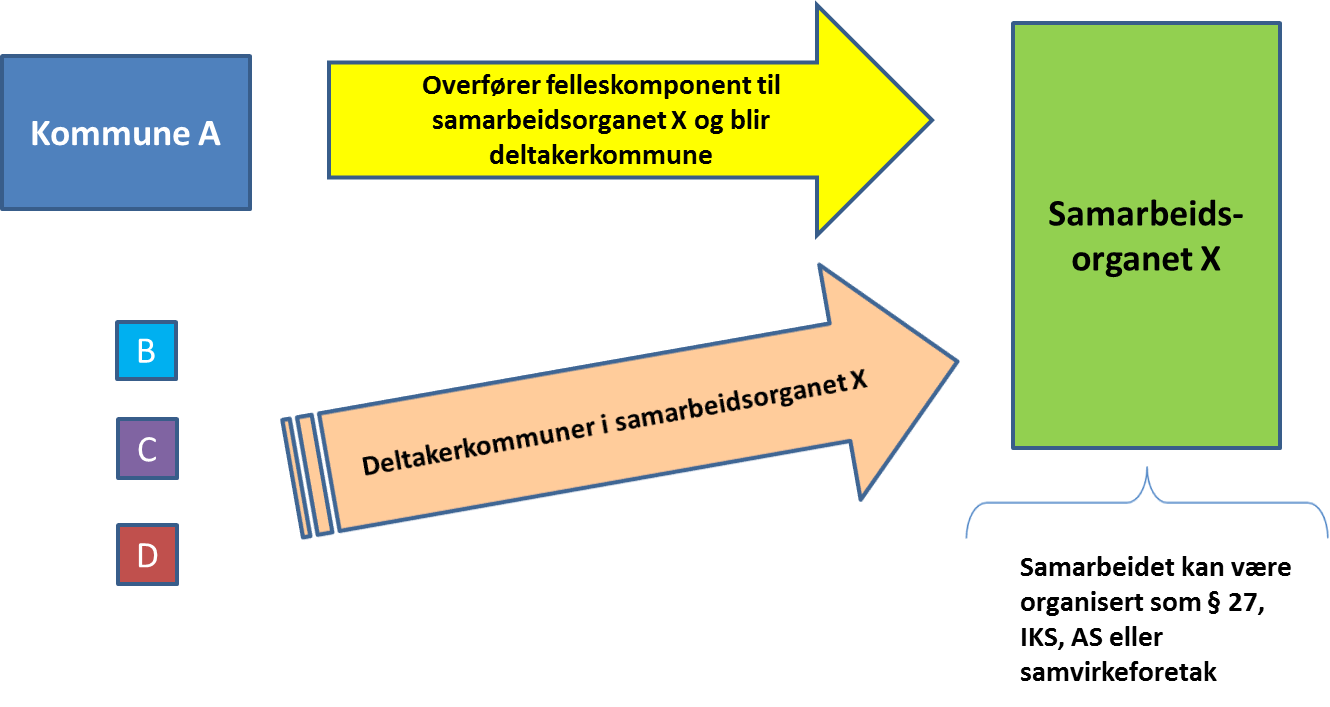 Kommune A
Overfører felleskomponent til
samarbeidsorganet X og blir
deltakerkommune
Samarbeids-
organet X
B
C
D
Deltakerkommuner i samarbeidsorganet X
Samarbeidet kan være
organisert som § 27,
IKS, AS eller
samvirkeforetak